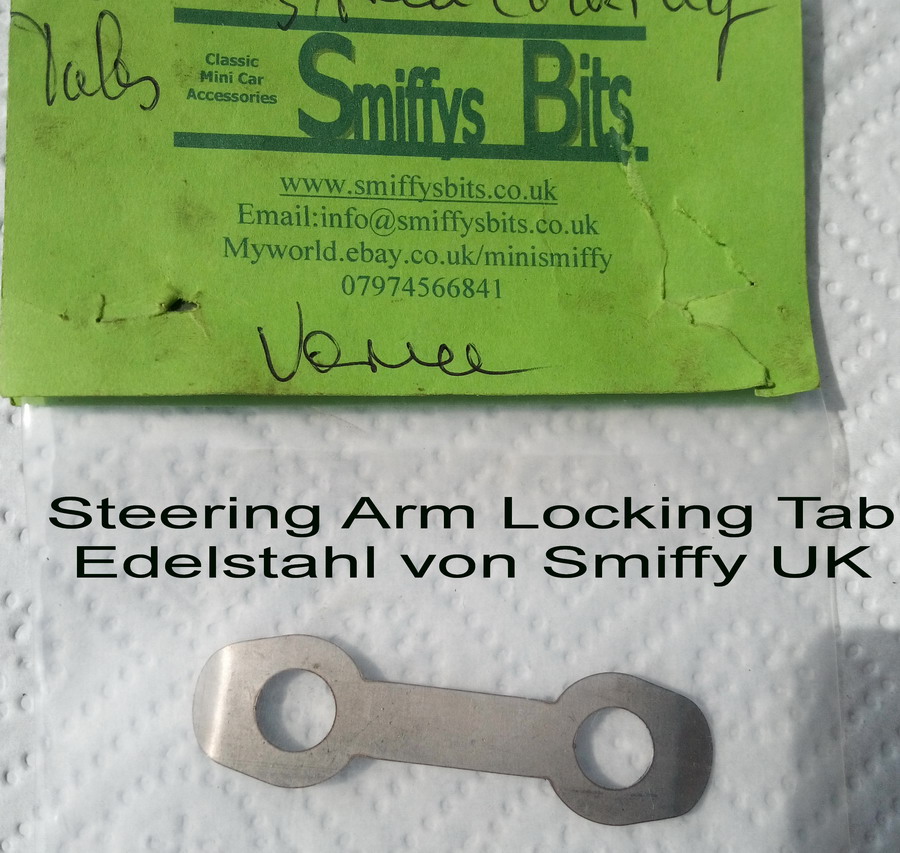 Tabs
Classic
Mini Car
Accessories
Smiffys Bits
www.smiffysbits.co.uk
Email:info@smiffysbits.co.uk
Myworld.ebay.co.uk/minismiffy
07974566841
Steering Arm Locking Tab
Edelstahl von Smiffy UK